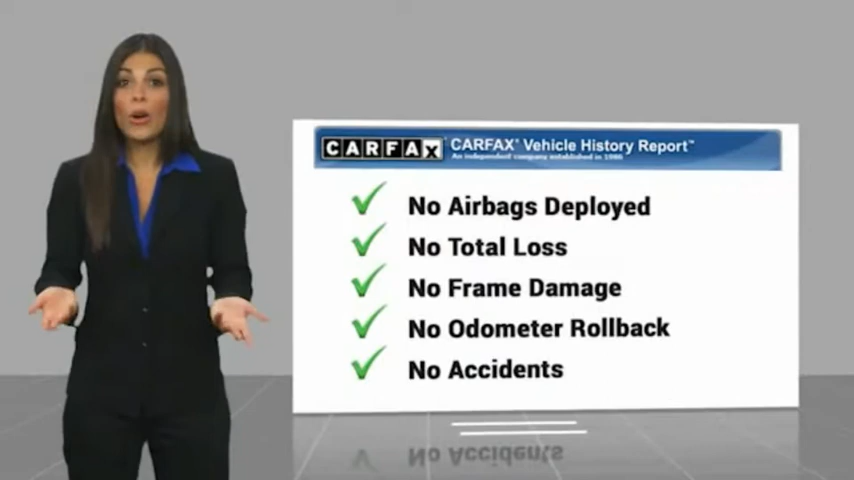 CARFAX CARFAX® Vehicle History Report™
An independent company established in 1986
No Airbags Deployed
No Total Loss
No Frame Damage
No Odometer Rollback
No Accidents
No Accidents